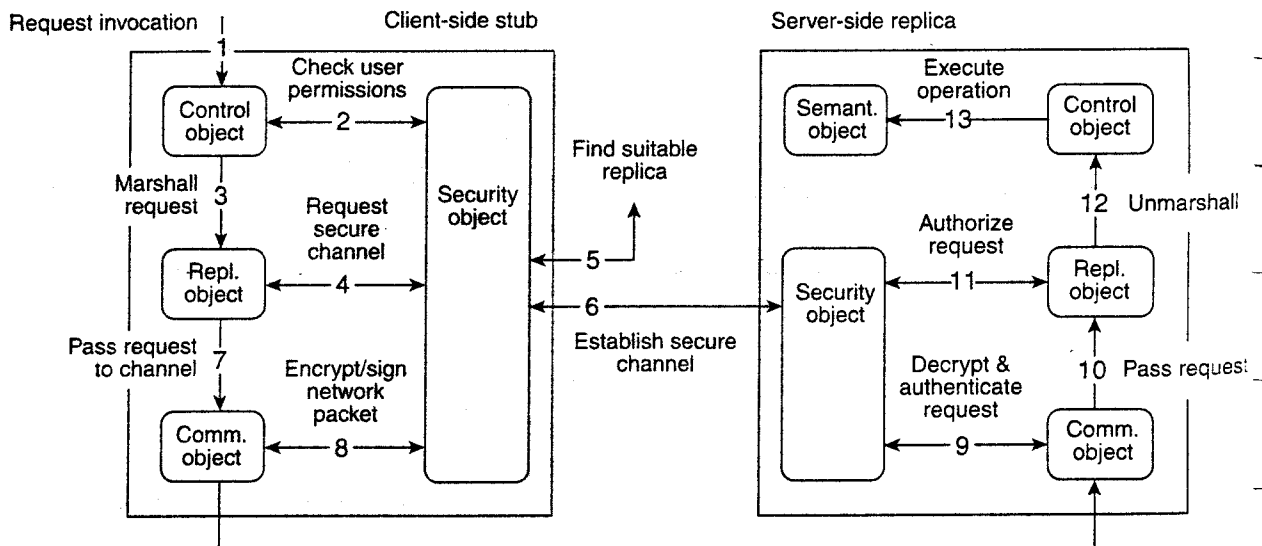 Request invocation
Client-side stub
Server-side replica
1
Check user
permissions
Control
object
2
Marshall
request
3
Request
secure
channel
Security
object
Repl.
object
4
Pass request
to channel
7
Encrypt/sign
network
packet
Comm.
object
8
Find suitable
replica
5
6
Establish secure
channel
Execute
operation
Semant.
object
13
Control
object
12
Unmarshall
Authorize
request
Security
object
11
Repl.
object
10
Pass request
Decrypt &
authenticate
request
9
Comm.
object